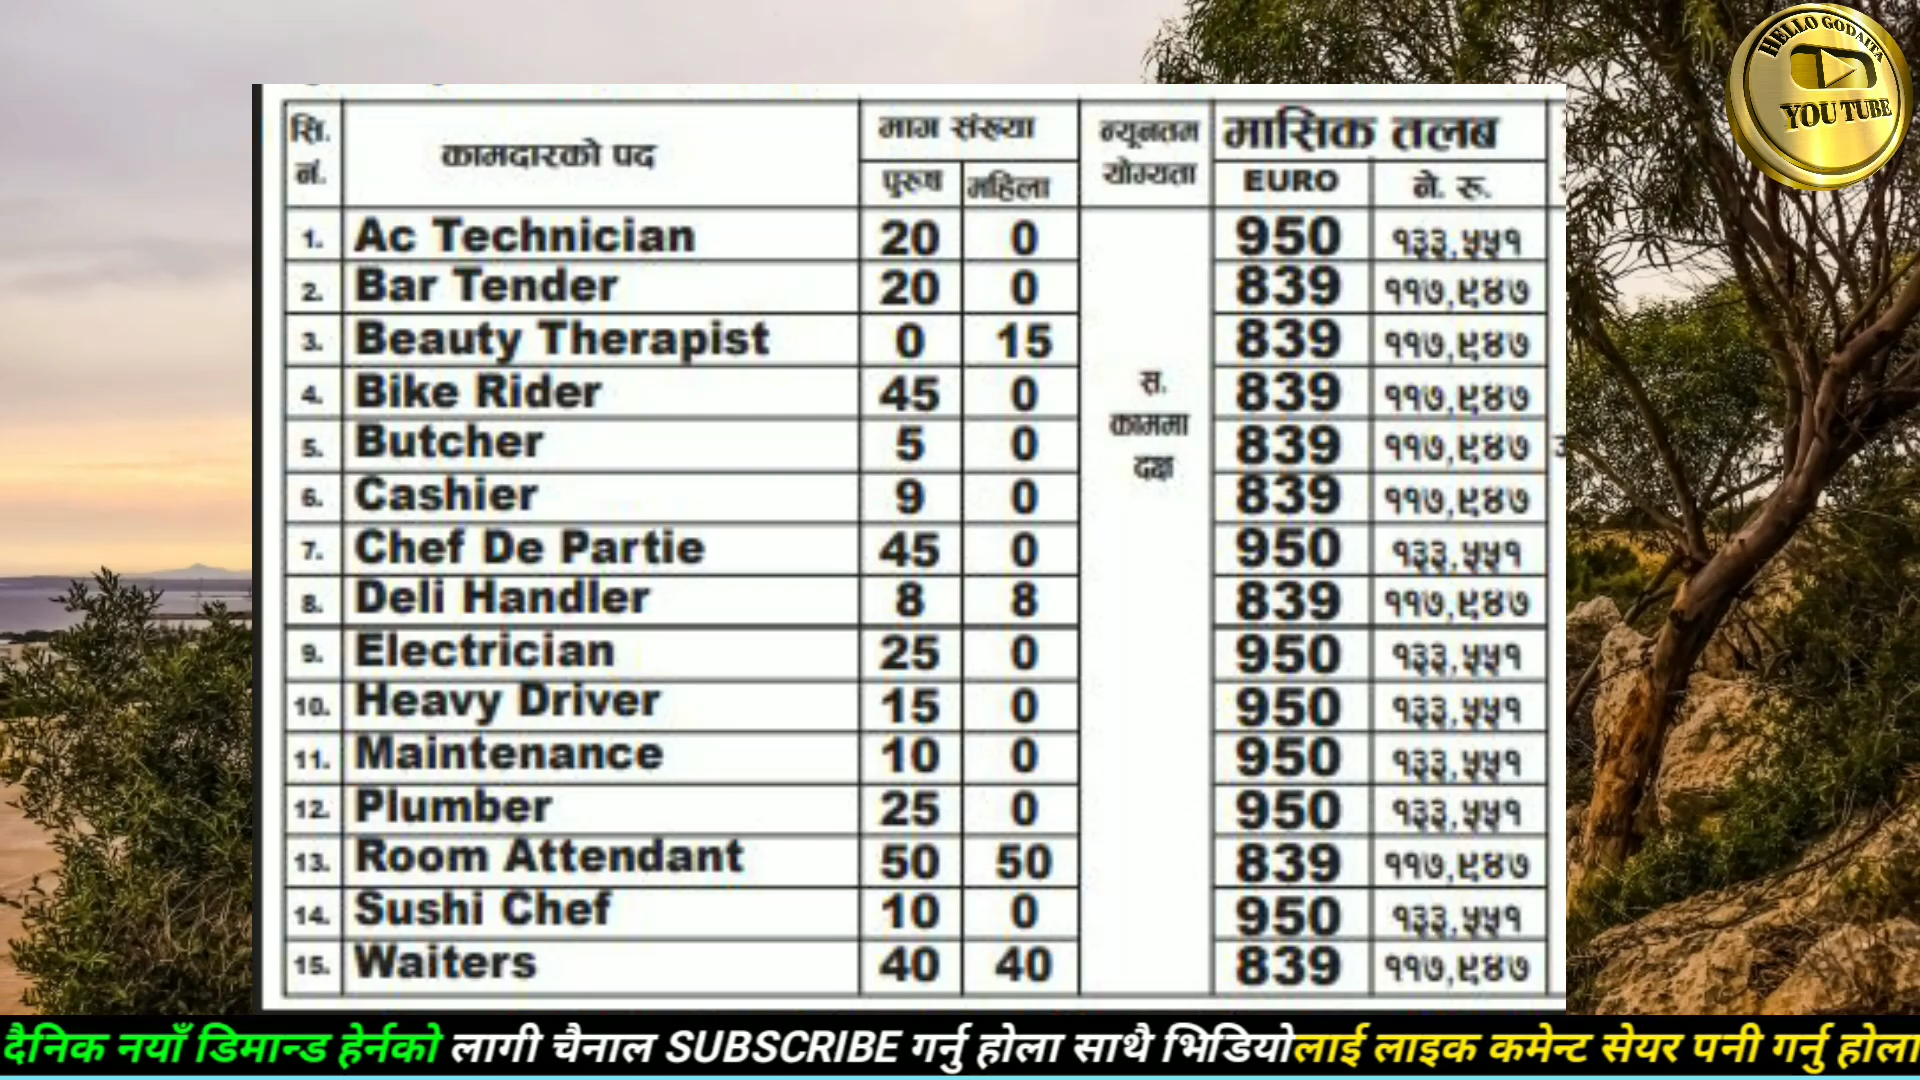 HELLO GODAITA
YOU TUBE
सि. नं. कामदारको पद माग संख्या न्यूनतम योग्यता मासिक तलब
पुरुष महिला EURO ने. रु.
1. Ac Technician 20 0 950 १३३,५५१
2. Bar Tender 20 0 839 ११७,९४७
3. Beauty Therapist 0 15 839 ११७,९४७
4. Bike Rider 45 0 स. काममा दक्ष 839 ११७,९४७
5. Butcher 5 0 839 ११७,९४७
6. Cashier 9 0 839 ११७,९४७
7. Chef De Partie 45 0 950 १३३,५५१
8. Deli Handler 8 8 839 ११७,९४७
9. Electrician 25 0 950 १३३,५५१
10. Heavy Driver 15 0 950 १३३,५५१
11. Maintenance 10 0 950 १३३,५५१
12. Plumber 25 0 950 १३३,५५१
13. Room Attendant 50 50 839 ११७,९४७
14. Sushi Chef 10 0 950 १३३,५५१
15. Waiters 40 40 839 ११७,९४७
दैनिक नयाँ डिमान्ड हेर्नको लागी चैनाल SUBSCRIBE गर्नु होला साथै भिडियोलाई लाइक कमेन्ट सेयर पनी गर्नु होला